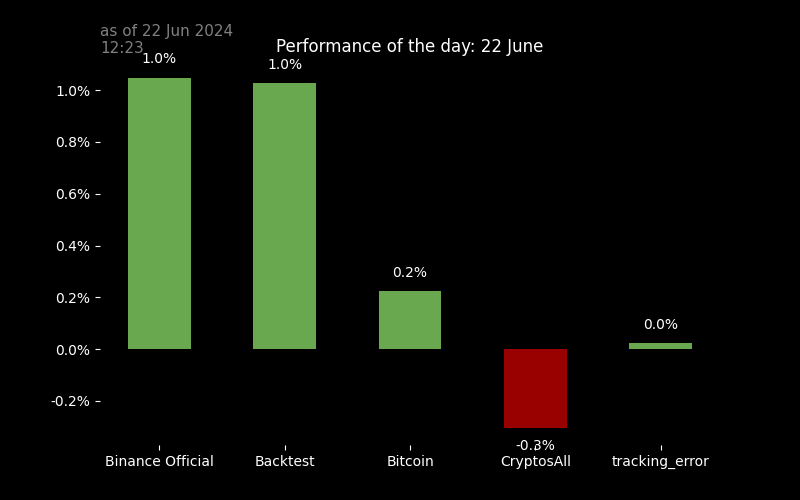 as of 22 Jun 2024
12:23
Performance of the day: 22 June
1.0%
1.0%
0.2%
-0.3%
0.0%
1.0%
0.8%
0.6%
0.4%
0.2%
0.0%
-0.2%
Binance Official
Backtest
Bitcoin
CryptosAll
tracking_error